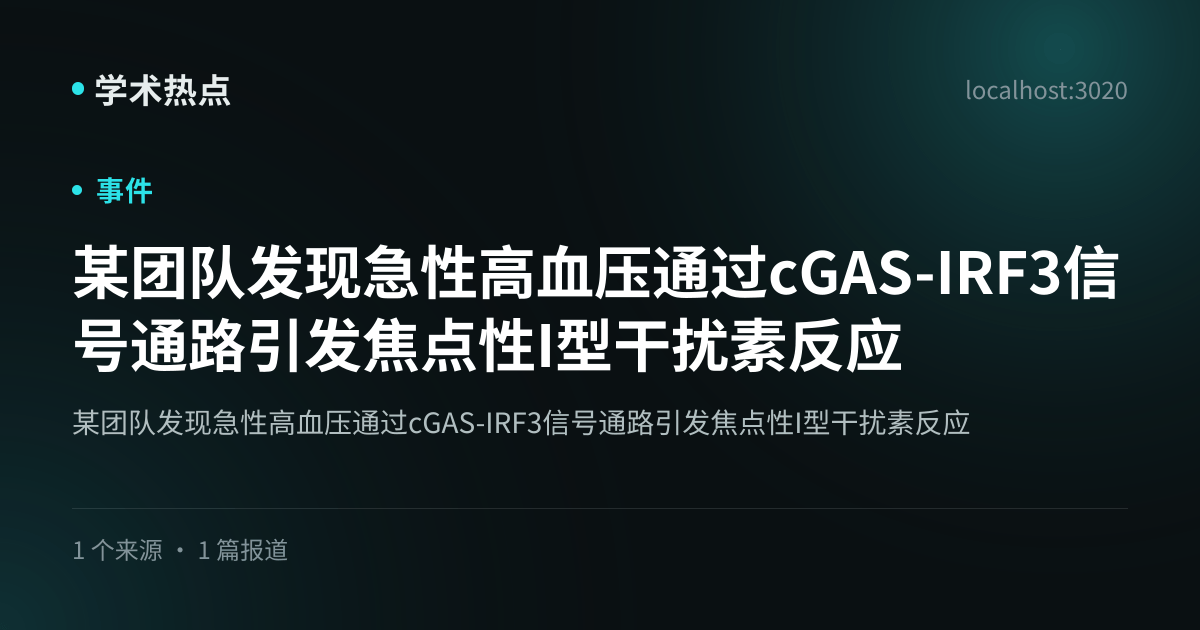 学术热点
localhost:3020
事件
某团队发现急性高血压通过cGAS-IRF3信
号通路引发焦点性I型干扰素反应
某团队发现急性高血压通过cGAS-IRF3信号通路引发焦点性I型干扰素反应
1 个来源 · 1 篇报道